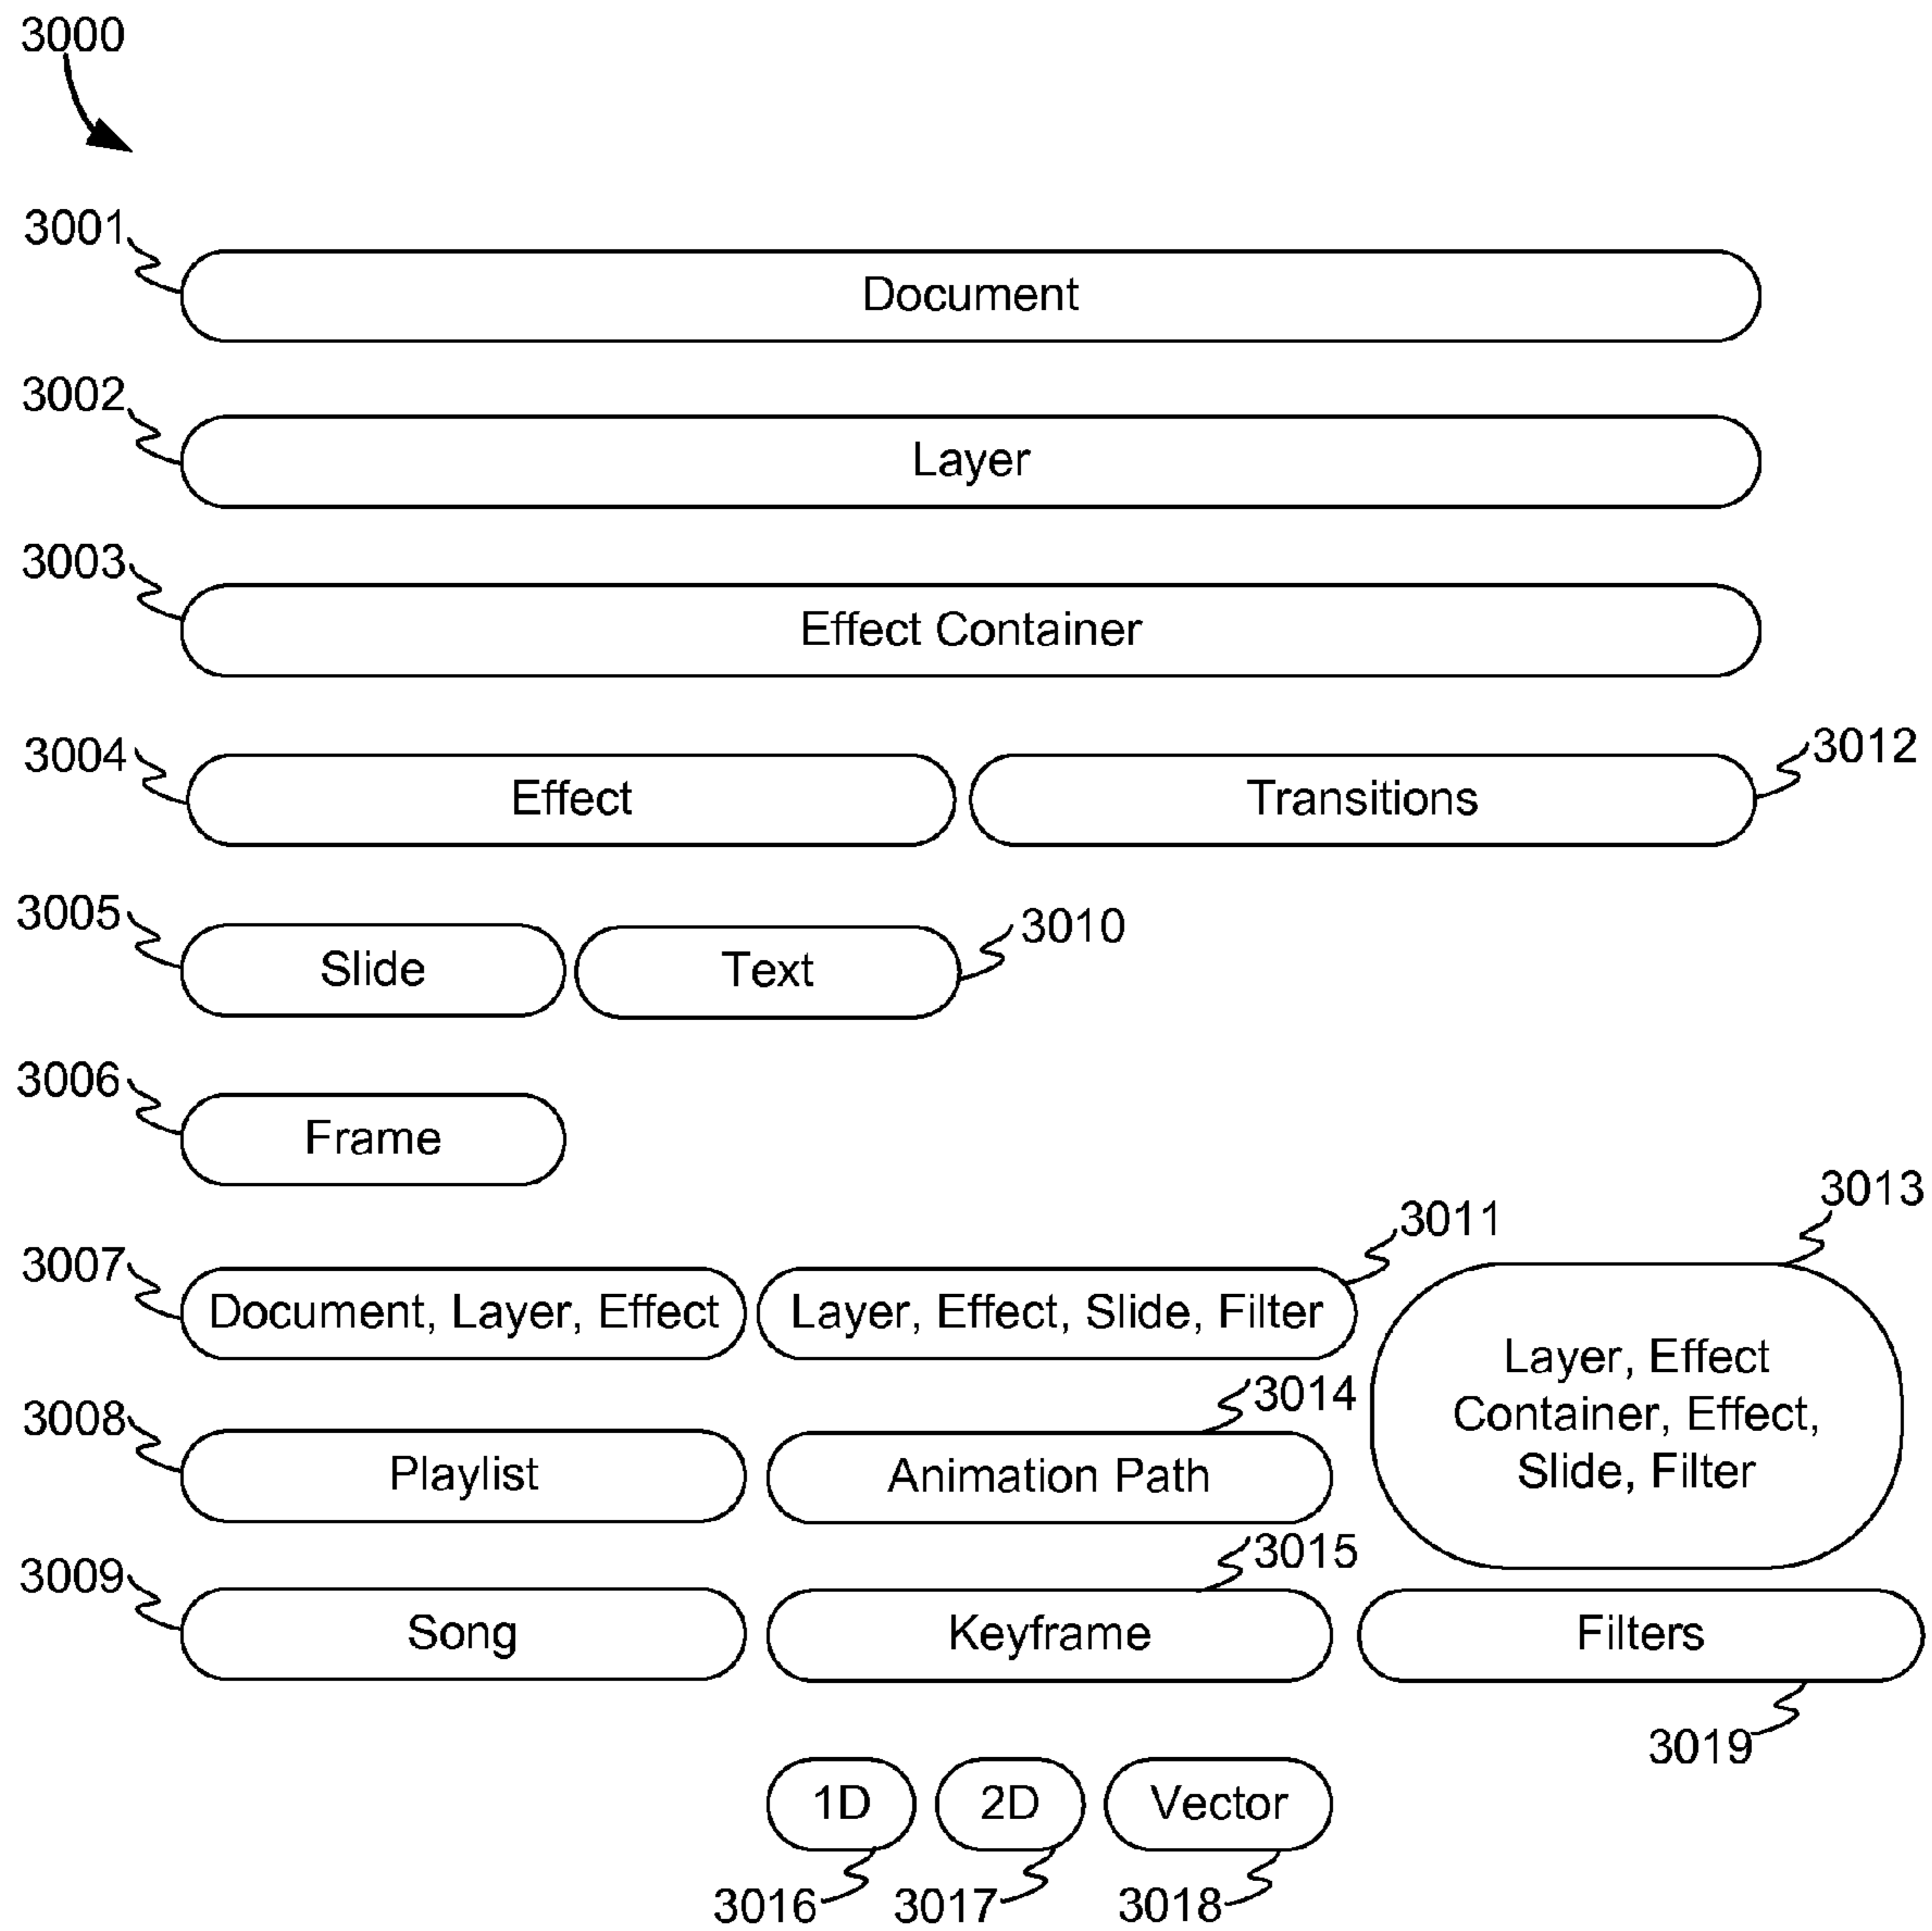 3000
3001
Document
3002
Layer
3003
Effect Container
3004
Effect
Transitions
3012
3005
Slide
Text
3010
3006
Frame
3007
Document, Layer, Effect
Layer, Effect, Slide, Filter
3011
3013
Layer, Effect
Container, Effect,
Slide, Filter
3008
Playlist
Animation Path
3014
3009
Song
Keyframe
3015
Filters
3019
1D
2D
Vector
3016
3017
3018